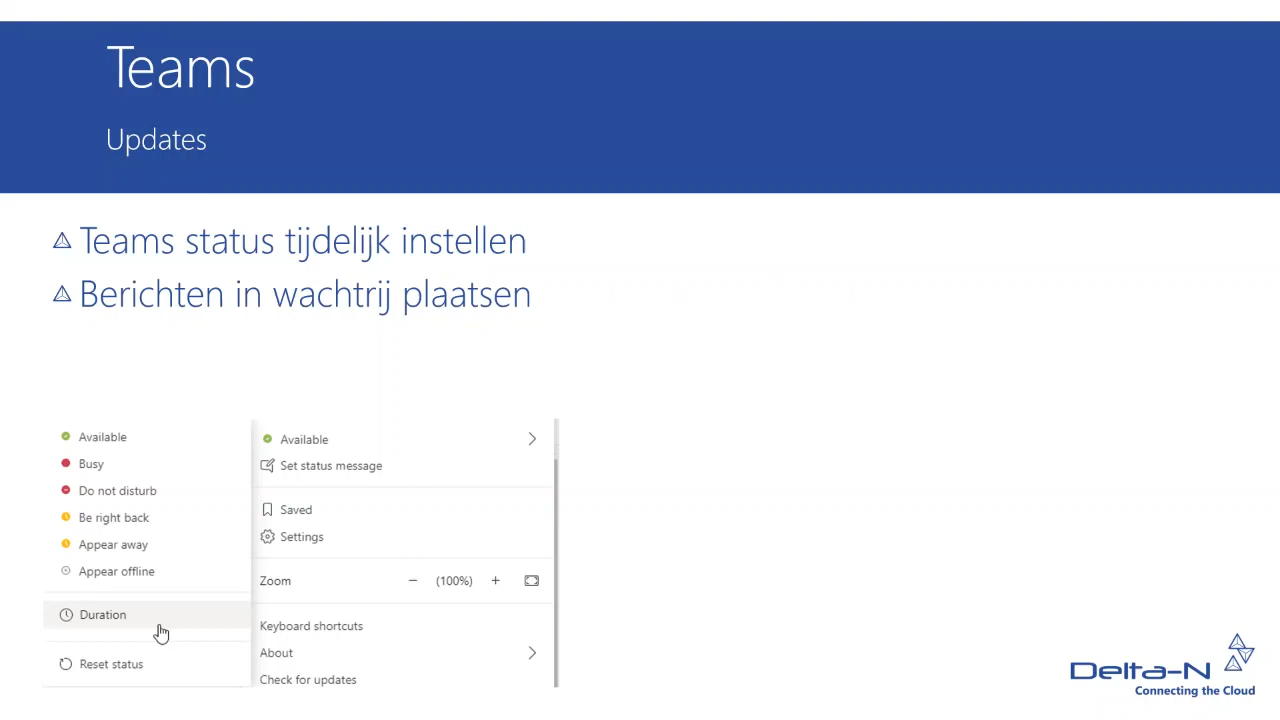 Teams
Updates
Teams status tijdelijk instellen
Berichten in wachtrij plaatsen
Available
Busy
Do not disturb
Be right back
Appear away
Appear offline
Duration
Reset status
Available
Set status message
Saved
Settings
Zoom − (100%) +
Keyboard shortcuts
About
Check for updates
Delta-N
Connecting the Cloud